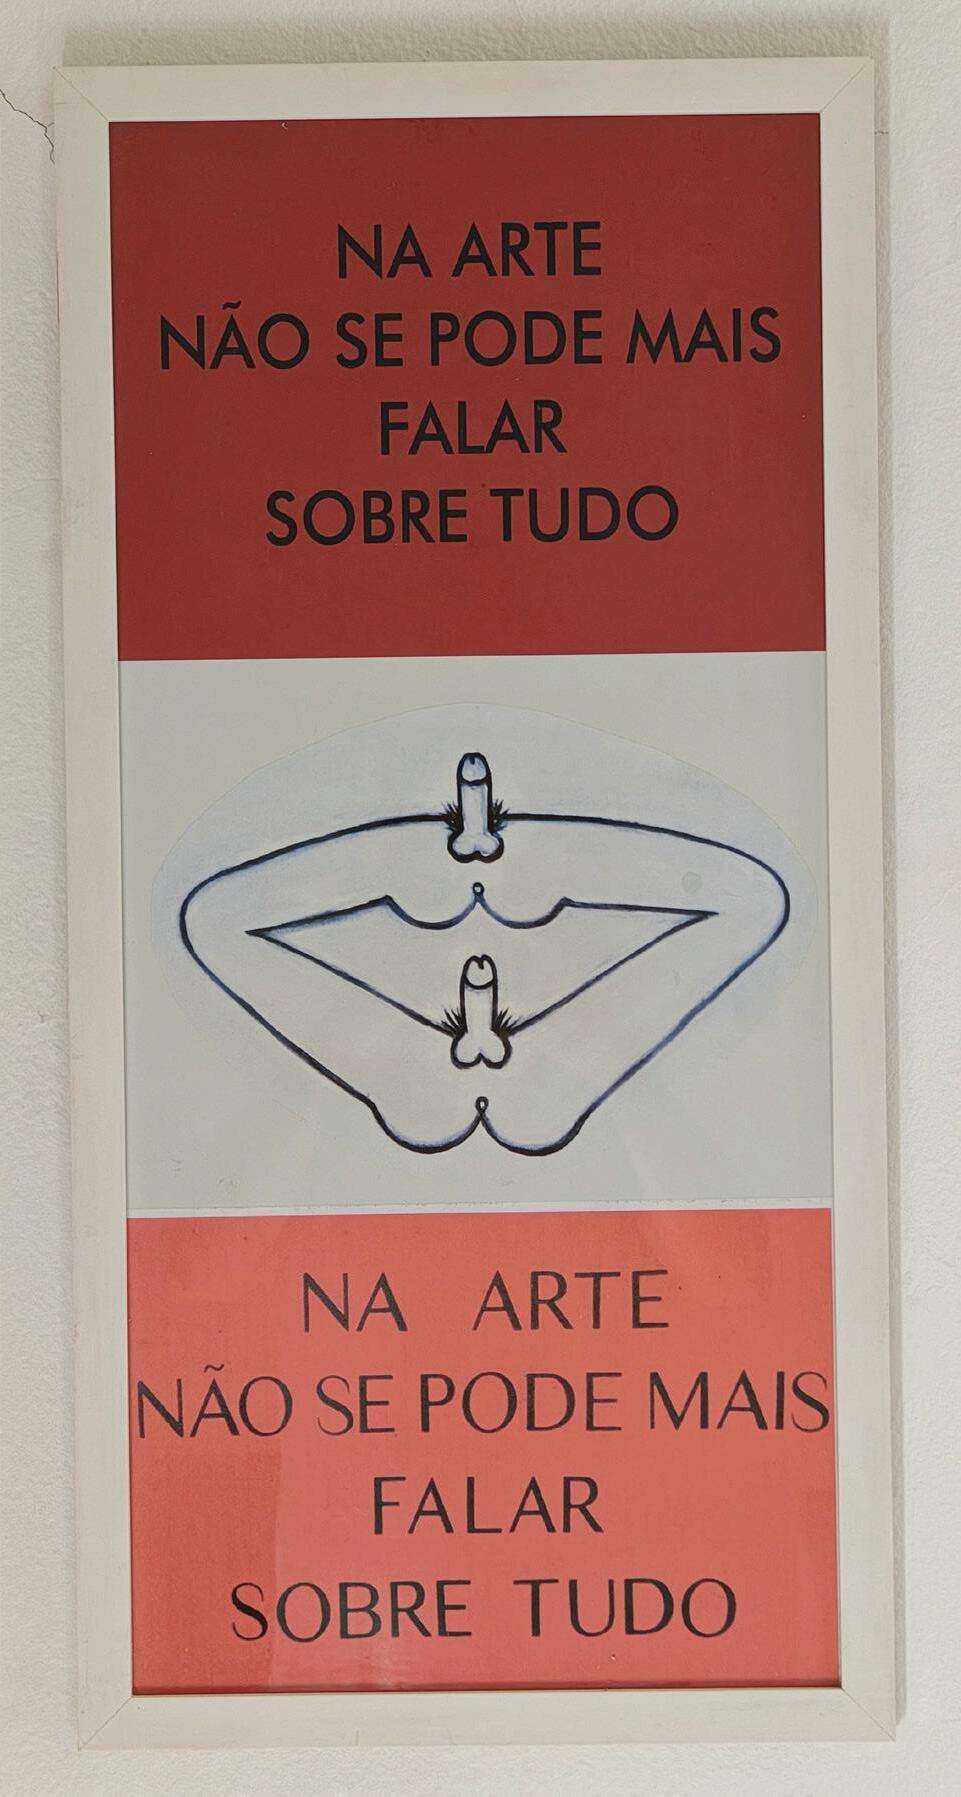 NA ARTE
NÃO SE PODE MAIS
FALAR
SOBRE TUDO
NA ARTE
NÃO SE PODE MAIS
FALAR
SOBRE TUDO